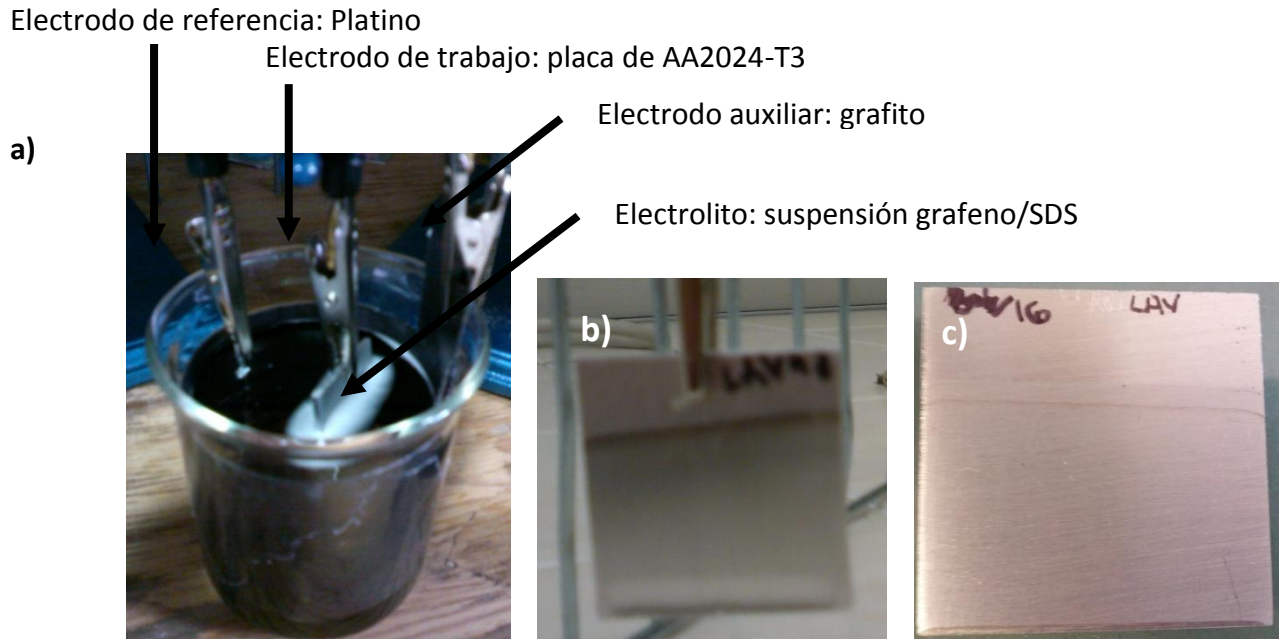 Electrodo de referencia: Platino
Electrodo de trabajo: placa de AA2024-T3
Electrodo auxiliar: grafito
a)
Electrolito: suspensión grafeno/SDS
b)
c)
LAV